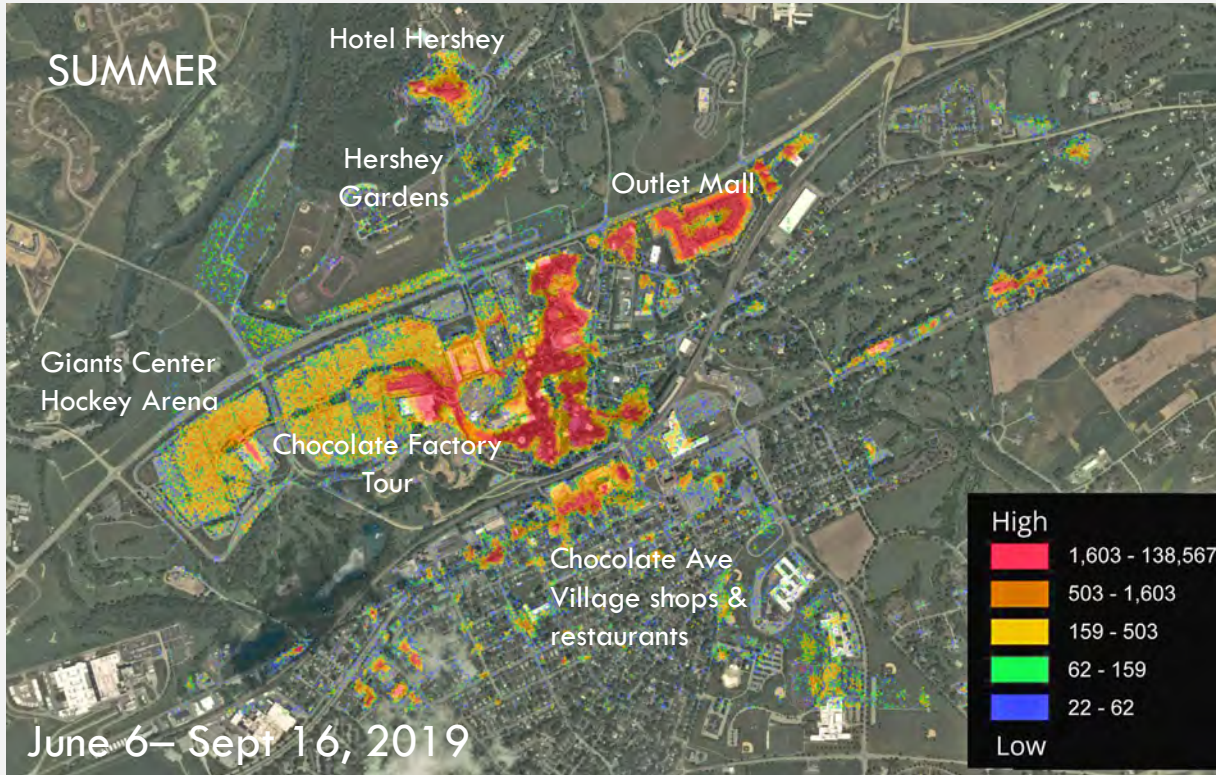 SUMMER
Hotel Hershey
Hershey
Gardens
Outlet Mall
Giants Center
Hockey Arena
Chocolate Factory
Tour
Chocolate Ave
Village shops &
restaurants
June 6– Sept 16, 2019
High
1,603 - 138,567
503 - 1,603
159 - 503
62 - 159
22 - 62
Low